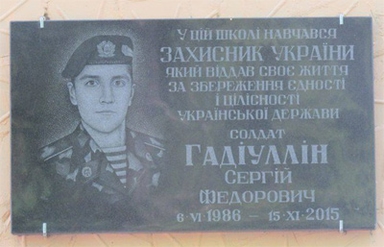 У ЦІЙ ШКОЛІ НАВЧАВСЯ
ЗАХИСНИК УКРАЇНИ
ЯКИЙ ВІДДАВ СВОЄ ЖИТТЯ
ЗА ЗБЕРЕЖЕННЯ ЄДНОСТІ
І ЦІЛІСНОСТІ
УКРАЇНСЬКОЇ ДЕРЖАВИ
СОЛДАТ
ГАДІУЛЛІН
СЕРГІЙ
ФЕДОРОВИЧ
6·VI 1986 – 15·XI·2015